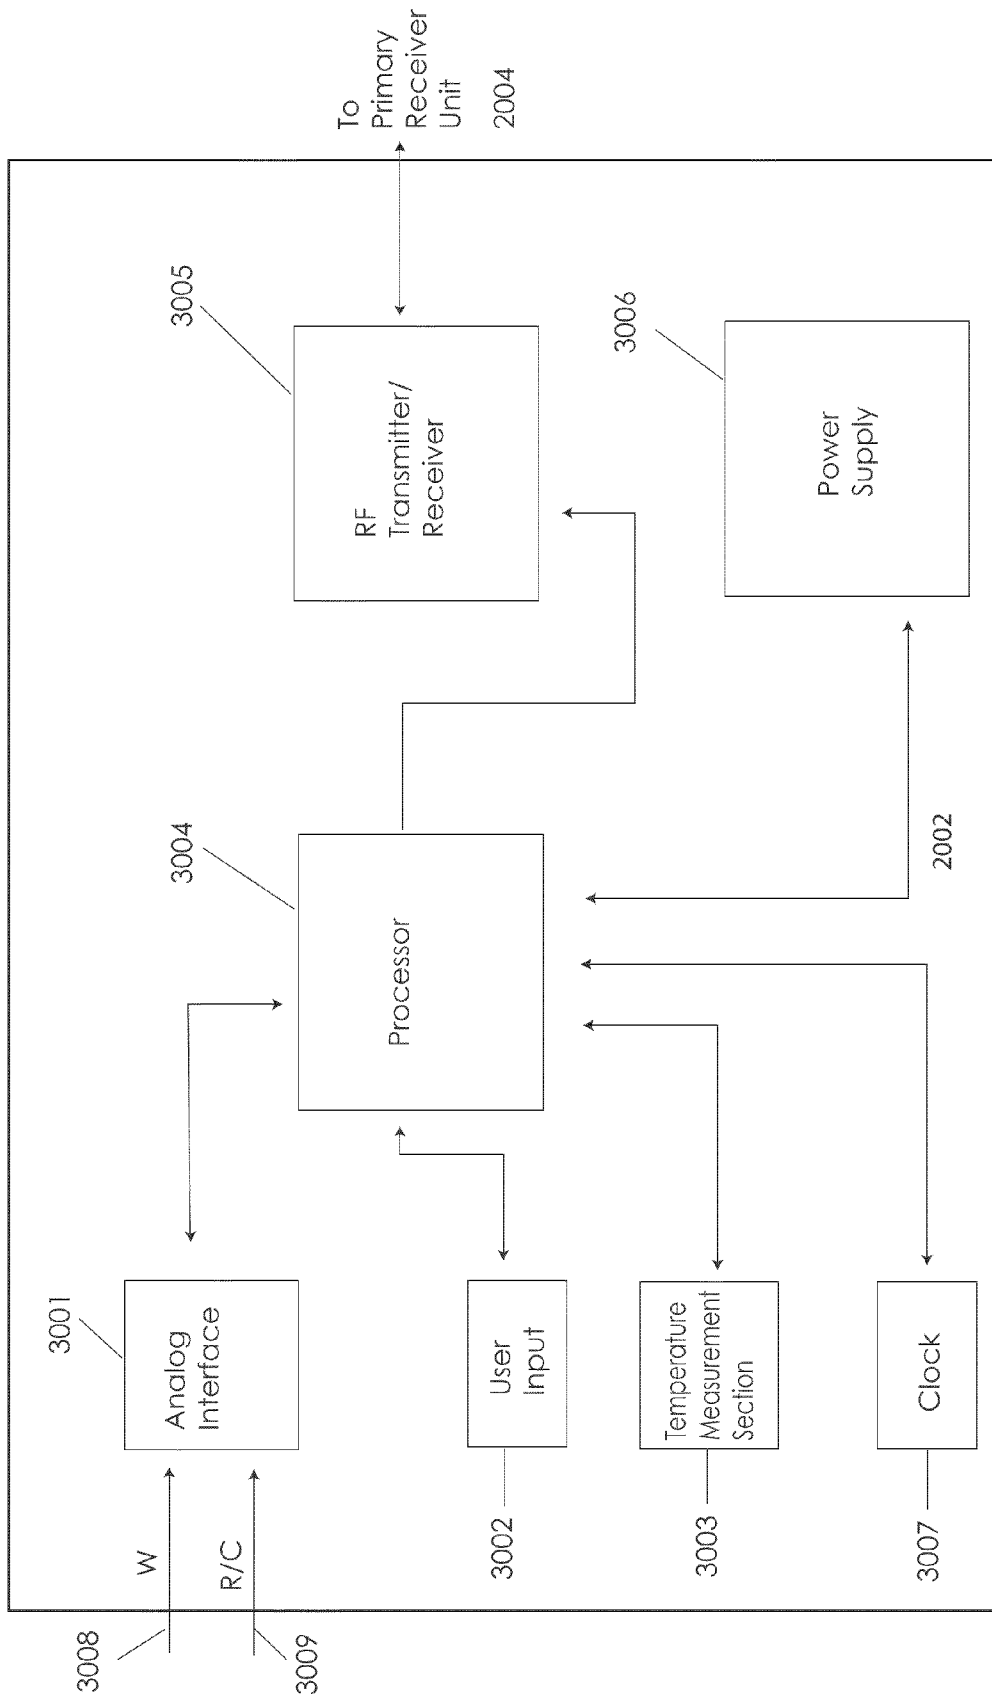 3008
W
3009
R/C
3001
Analog
Interface
3002
User
Input
3003
Temperature
Measurement
Section
3007
Clock
3004
Processor
2002
3005
RF
Transmitter/
Receiver
3006
Power
Supply
To
Primary
Receiver
Unit
2004